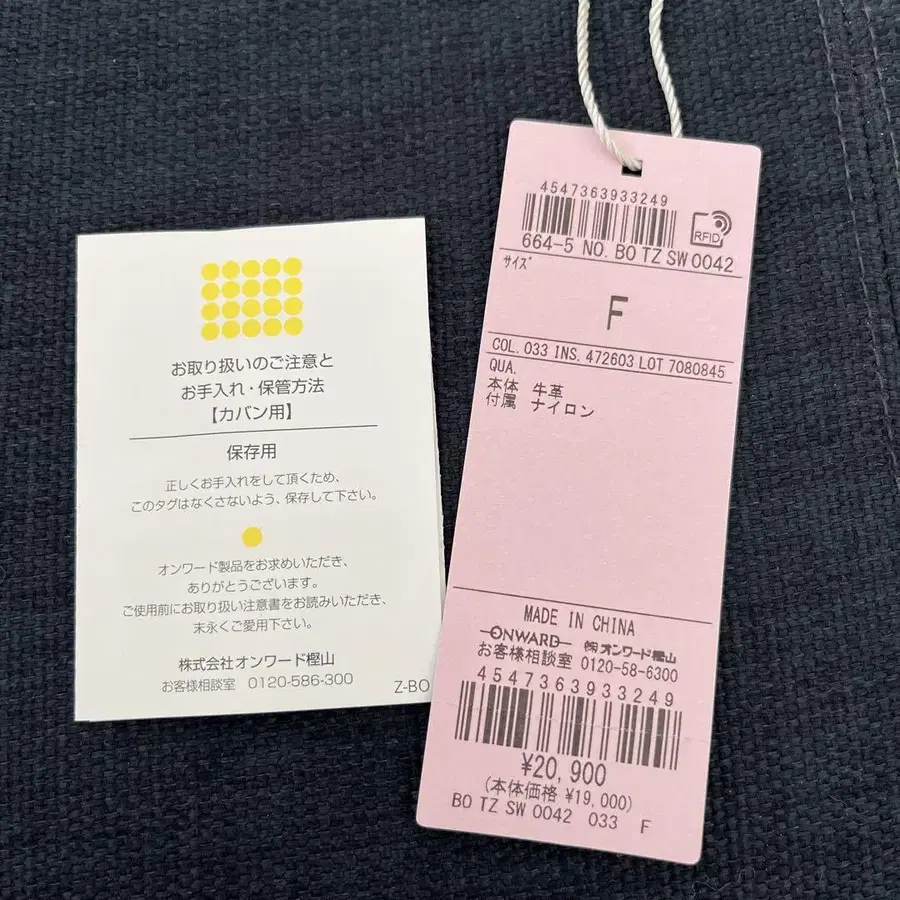 お取り扱いのご注意と
お手入れ・保管方法
【カバン用】
保存用
正しくお手入れをして頂くため、
このタグはなくさないよう、保存して下さい。
オンワード製品をお求めいただき、
ありがとうございます。
ご使用前にお取り扱い注意書をお読みいただき、
末永くご愛用下さい。
株式会社オンワード樫山
お客様相談室 0120-586-300
Z-BO
4547363933249
RFID
664-5 NO. BO TZ SW 0042
サイズ
F
COL. 033 INS. 472603 LOT 7080845
QUA.
本体 牛革
付属 ナイロン
MADE IN CHINA
ONWARD ㈱オンワード樫山
お客様相談室 0120-58-6300
4547363933249
¥20,900
(本体価格 ¥19,000)
BO TZ SW 0042 033 F